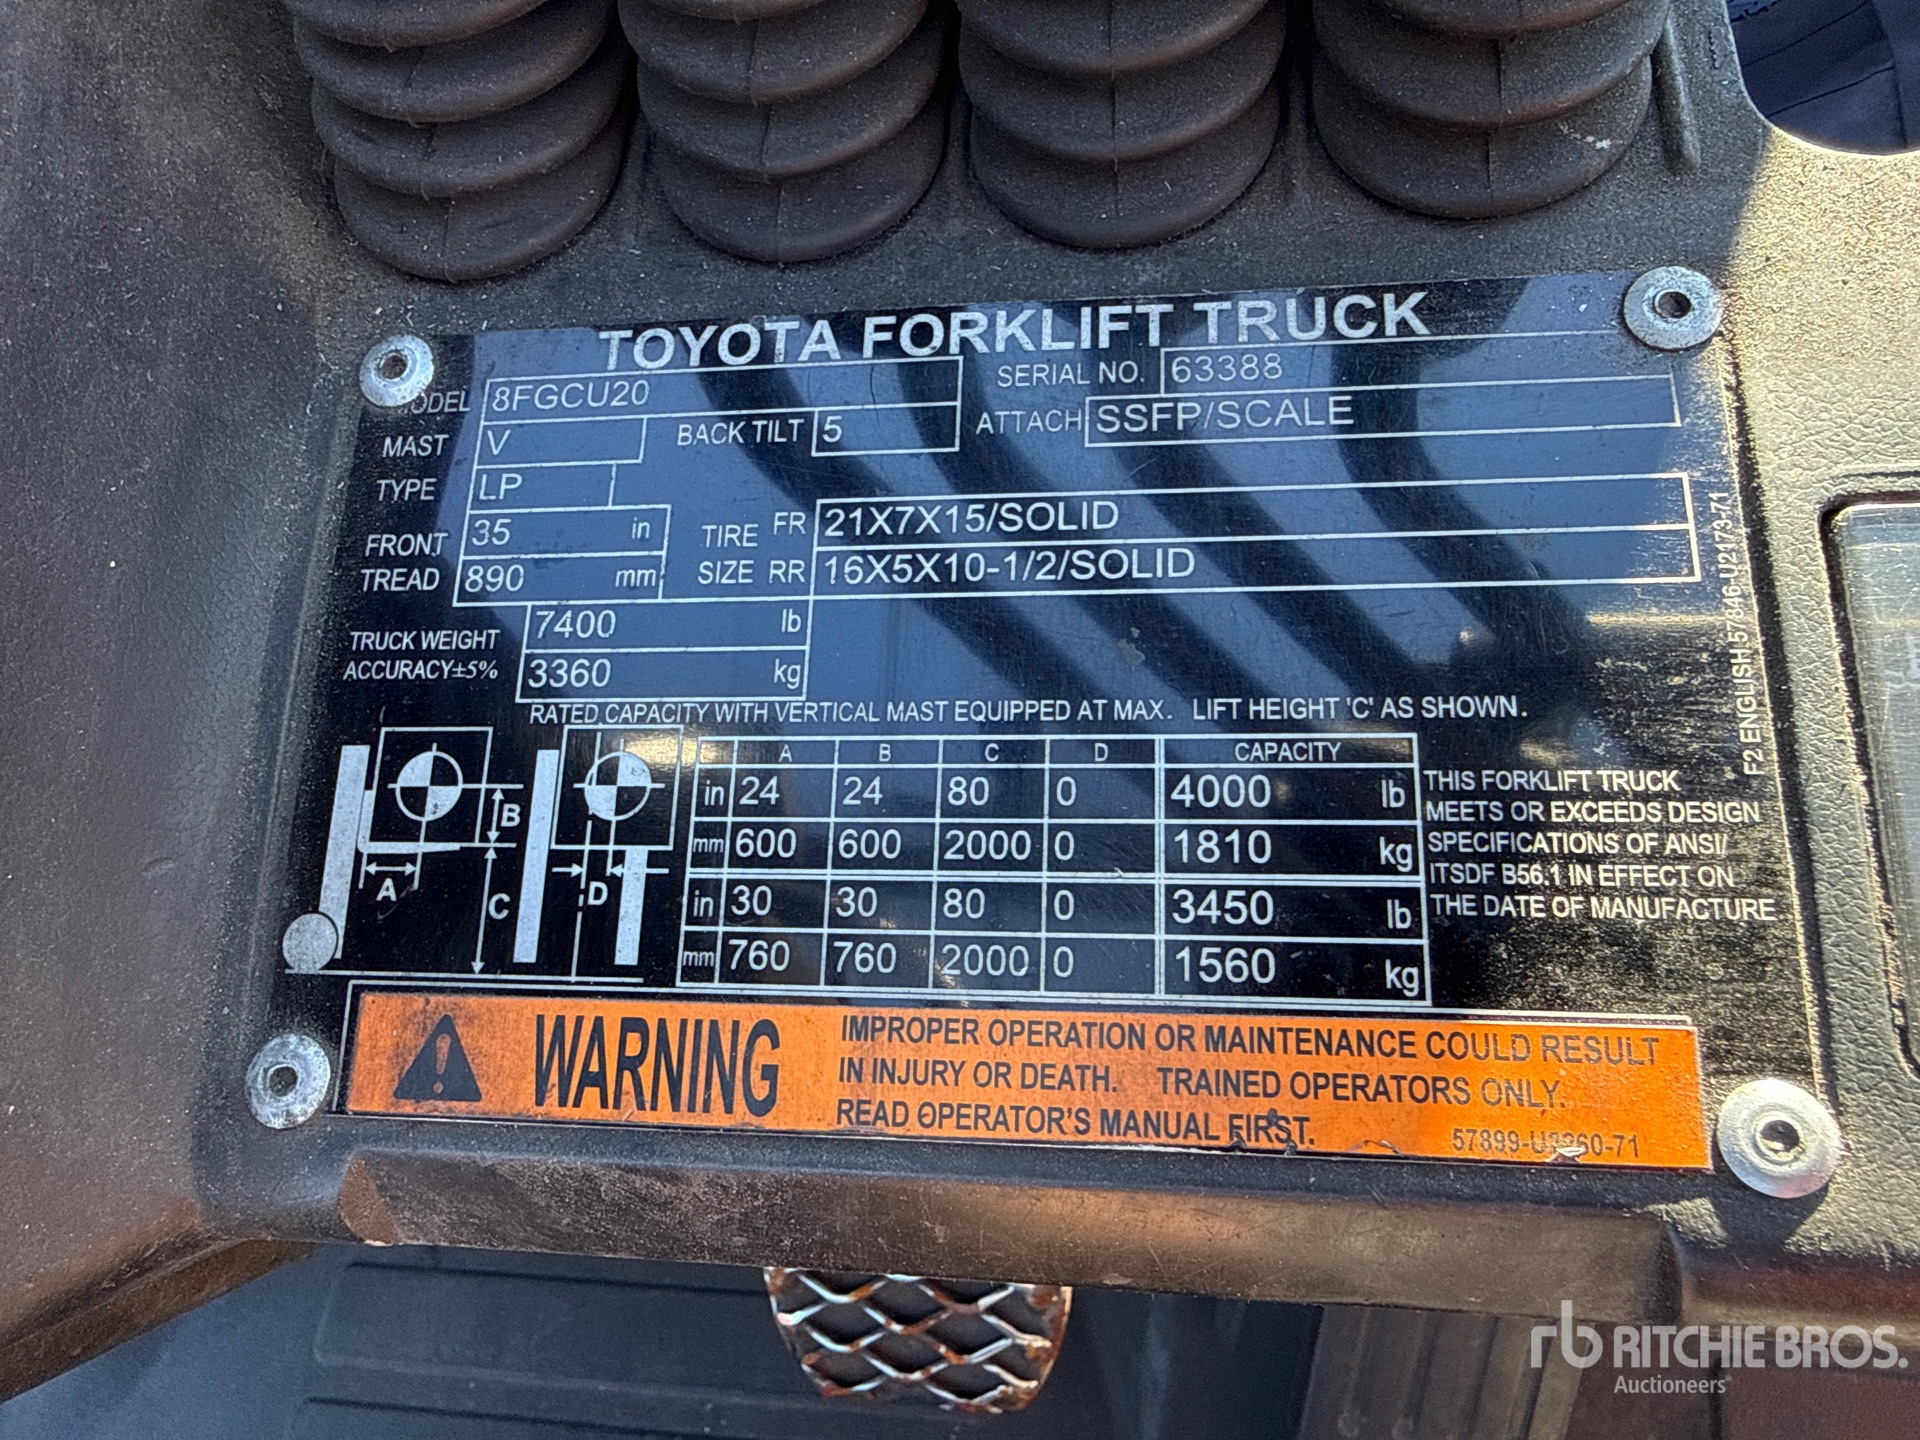 TOYOTA FORKLIFT TRUCK
MODEL 8FGCU20 SERIAL NO. 63388
MAST V BACK TILT 5 ATTACH SSFP/SCALE
TYPE LP
FRONT TREAD 35 in TIRE SIZE FR 21X7X15/SOLID
890 mm RR 16X5X10-1/2/SOLID
TRUCK WEIGHT 7400 lb
ACCURACY±5% 3360 kg
RATED CAPACITY WITH VERTICAL MAST EQUIPPED AT MAX. LIFT HEIGHT 'C' AS SHOWN.
A B C D
A B C D CAPACITY
in 24 24 80 0 4000 lb
mm 600 600 2000 0 1810 kg
in 30 30 80 0 3450 lb
mm 760 760 2000 0 1560 kg
THIS FORKLIFT TRUCK
MEETS OR EXCEEDS DESIGN
SPECIFICATIONS OF ANSI/
ITSDF B56.1 IN EFFECT ON
THE DATE OF MANUFACTURE
F2 ENGLISH 57846-U2173-71
WARNING
IMPROPER OPERATION OR MAINTENANCE COULD RESULT
IN INJURY OR DEATH. TRAINED OPERATORS ONLY.
READ OPERATOR'S MANUAL FIRST.
rb RITCHIE BROS.
Auctioneers